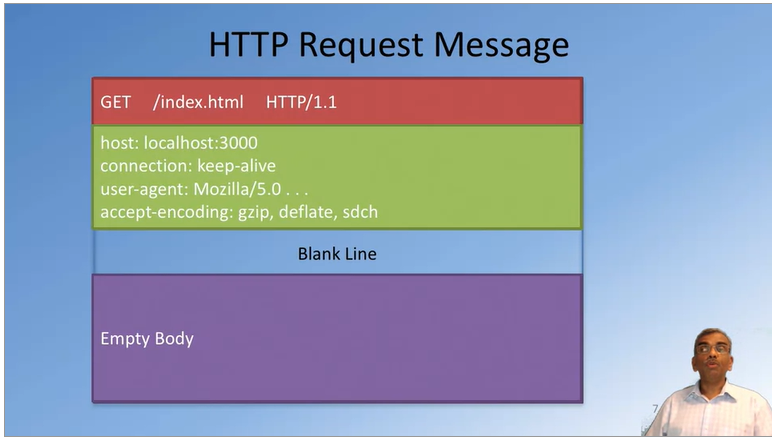 HTTP Request Message
GET /index.html HTTP/1.1
host: localhost:3000
connection: keep-alive
user-agent: Mozilla/5.0 . . .
accept-encoding: gzip, deflate, sdch
Blank Line
Empty Body
7